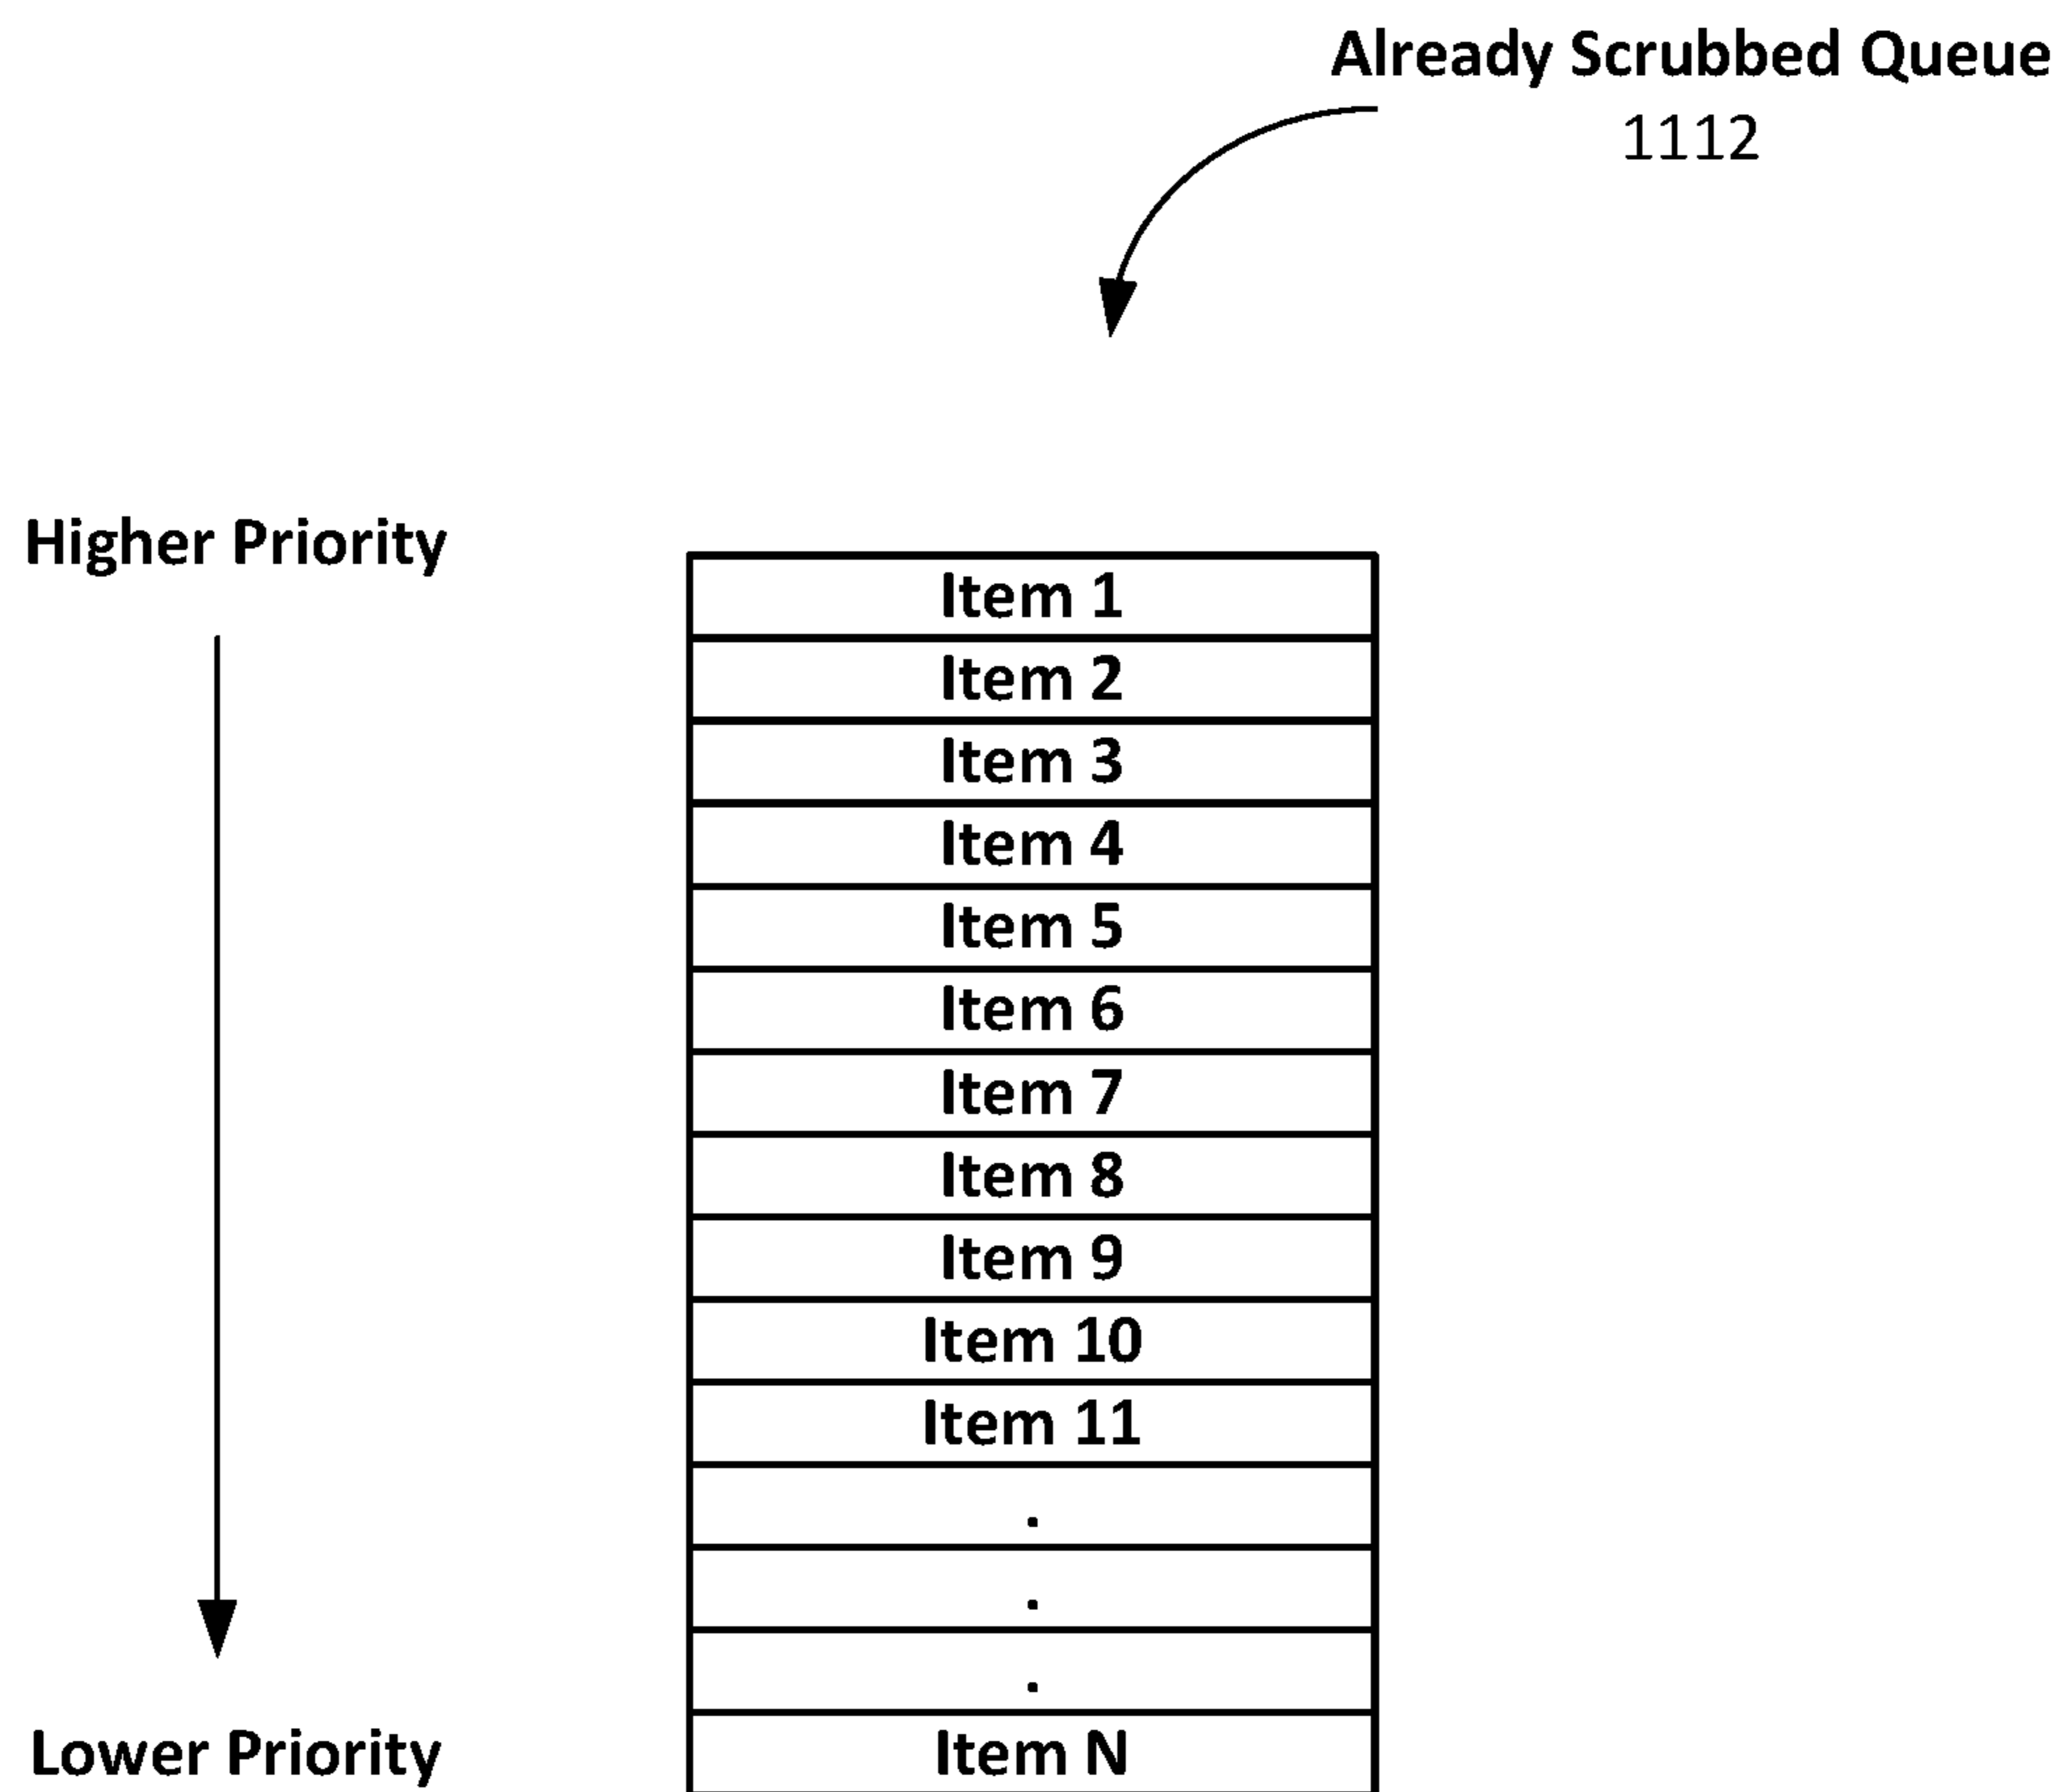 Already Scrubbed Queue
1112
Higher Priority
Item 1
Item 2
Item 3
Item 4
Item 5
Item 6
Item 7
Item 8
Item 9
Item 10
Item 11
.
.
.
Lower Priority
Item N